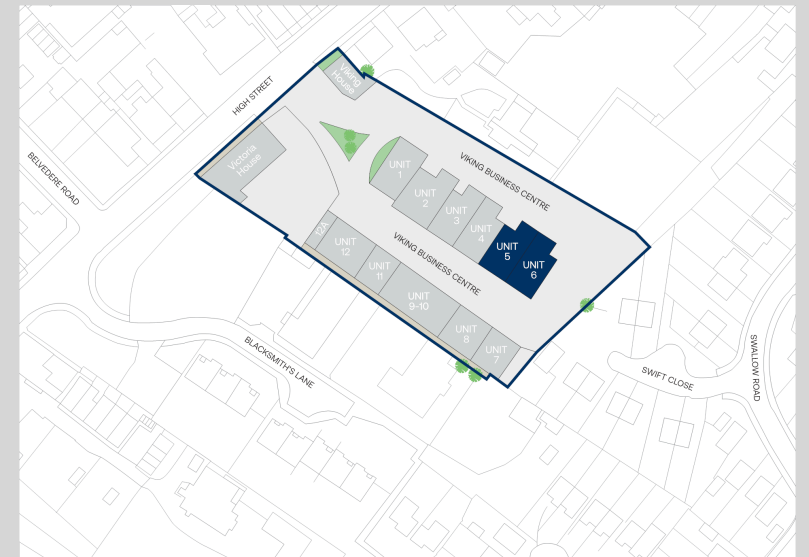 Viking
House
HIGH STREET
Victoria
House
BELVEDERE ROAD
VIKING BUSINESS CENTRE
UNIT
1
UNIT
2
UNIT
3
UNIT
4
UNIT
5
UNIT
6
12A
UNIT
12
UNIT
11
UNIT
9-10
UNIT
8
UNIT
7
VIKING BUSINESS CENTRE
BLACKSMITH'S LANE
SWIFT CLOSE
SWALLOW ROAD